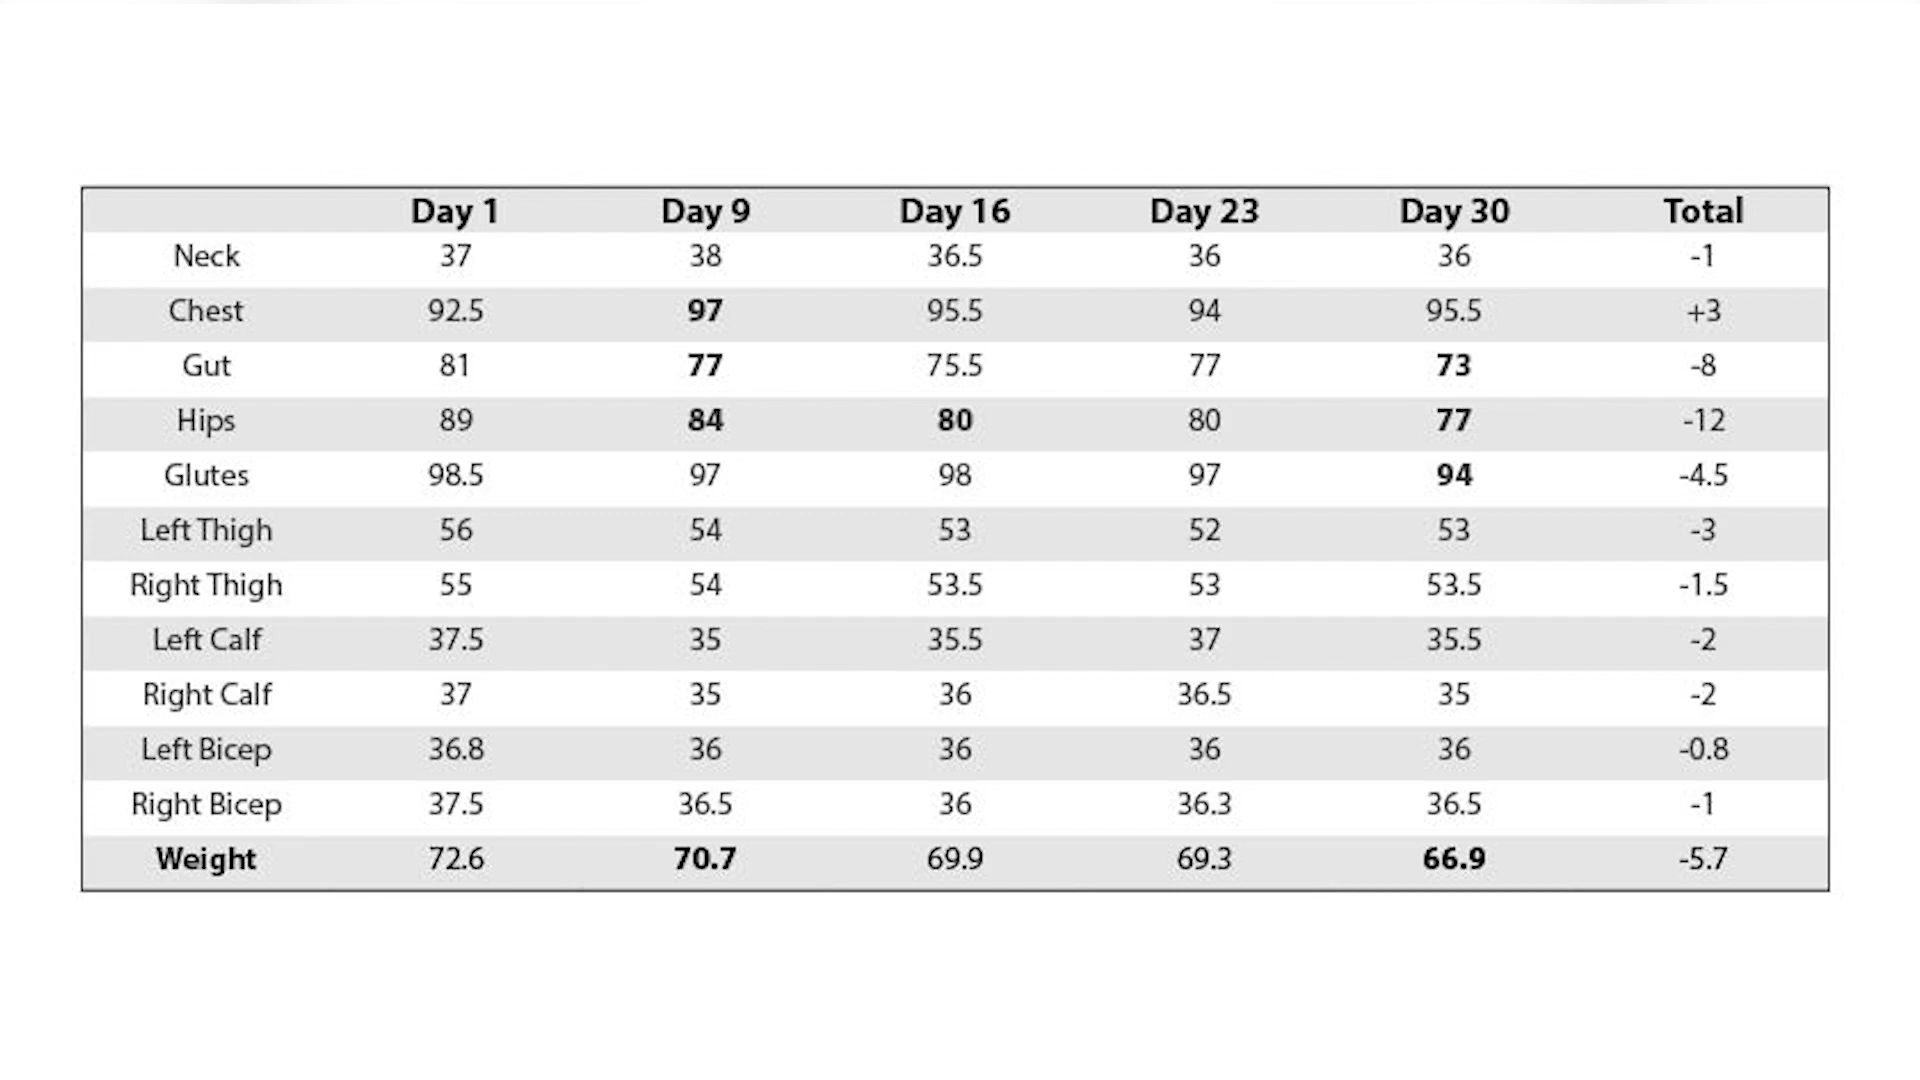 Day 1 Day 9 Day 16 Day 23 Day 30 Total
Neck 37 38 36.5 36 36 -1
Chest 92.5 97 95.5 94 95.5 +3
Gut 81 77 75.5 77 73 -8
Hips 89 84 80 80 77 -12
Glutes 98.5 97 98 97 94 -4.5
Left Thigh 56 54 53 52 53 -3
Right Thigh 55 54 53.5 53 53.5 -1.5
Left Calf 37.5 35 35.5 37 35.5 -2
Right Calf 37 35 36 36.5 35 -2
Left Bicep 36.8 36 36 36 36 -0.8
Right Bicep 37.5 36.5 36 36.3 36.5 -1
Weight 72.6 70.7 69.9 69.3 66.9 -5.7